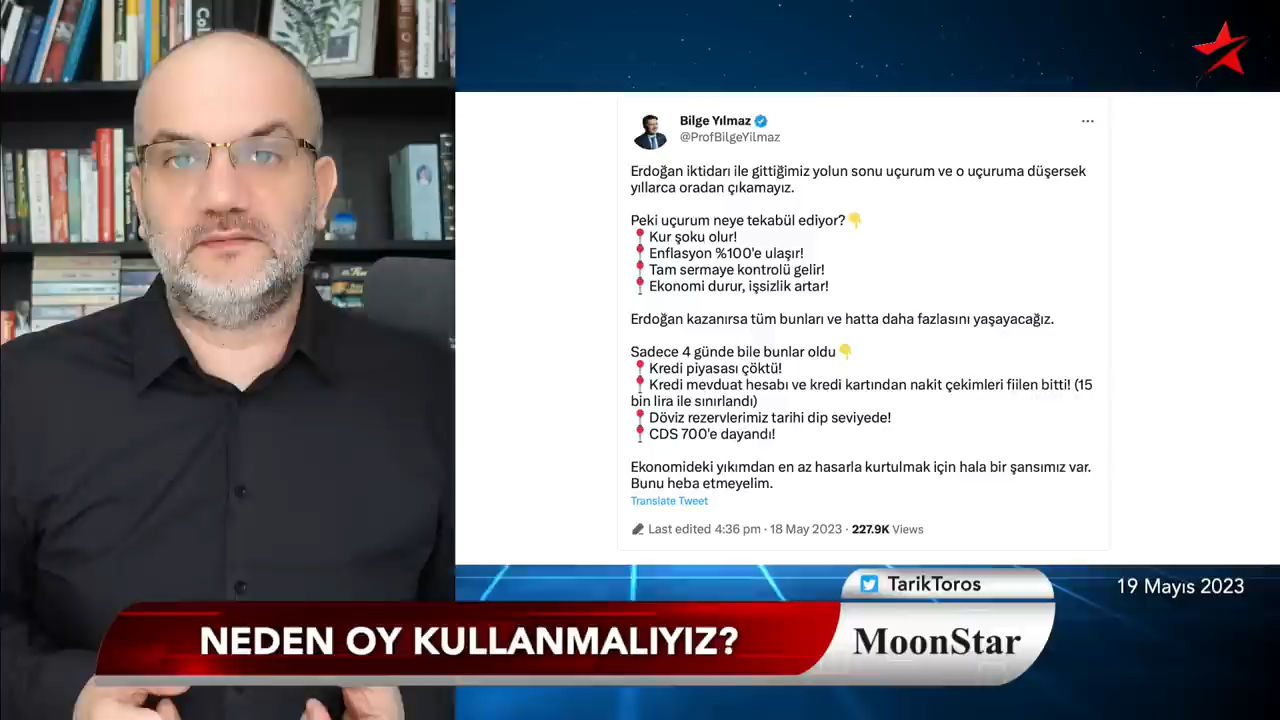 Bilge Yılmaz
@ProfBilgeYilmaz
Erdoğan iktidarı ile gittiğimiz yolun sonu uçurum ve o uçuruma düşersek
yıllarca oradan çıkamayız.
Peki uçurum neye tekabül ediyor?👇
📍Kur şoku olur!
📍Enflasyon %100'e ulaşır!
📍Tam sermaye kontrolü gelir!
📍Ekonomi durur, işsizlik artar!
Erdoğan kazanırsa tüm bunları ve hatta daha fazlasını yaşayacağız.
Sadece 4 günde bile bunlar oldu👇
📍Kredi piyasası çöktü!
📍Kredi mevduat hesabı ve kredi kartından nakit çekimleri fiilen bitti! (15
bin lira ile sınırlandı)
📍Döviz rezervlerimiz tarihi dip seviyede!
📍CDS 700'e dayandı!
Ekonomideki yıkımdan en az hasarla kurtulmak için hala bir şansımız var.
Bunu heba etmeyelim.
Translate Tweet
Last edited 4:36 pm · 18 May 2023 · 227.9K Views
TarikToros
19 Mayıs 2023
NEDEN OY KULLANMALIYIZ?
MoonStar